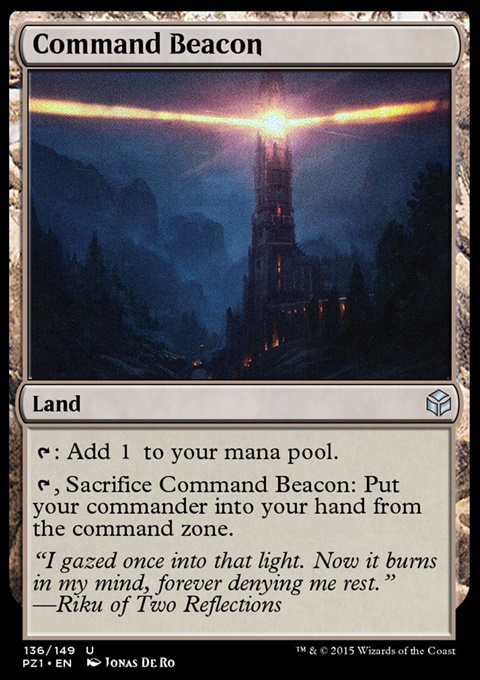 Command Beacon
Land
: Add 1 to your mana pool.
, Sacrifice Command Beacon: Put
your commander into your hand from
the command zone.
“I gazed once into that light. Now it burns
in my mind, forever denying me rest.”
—Riku of Two Reflections
136/149 U
PZ1 • EN Jonas De Ro
™ & © 2015 Wizards of the Coast